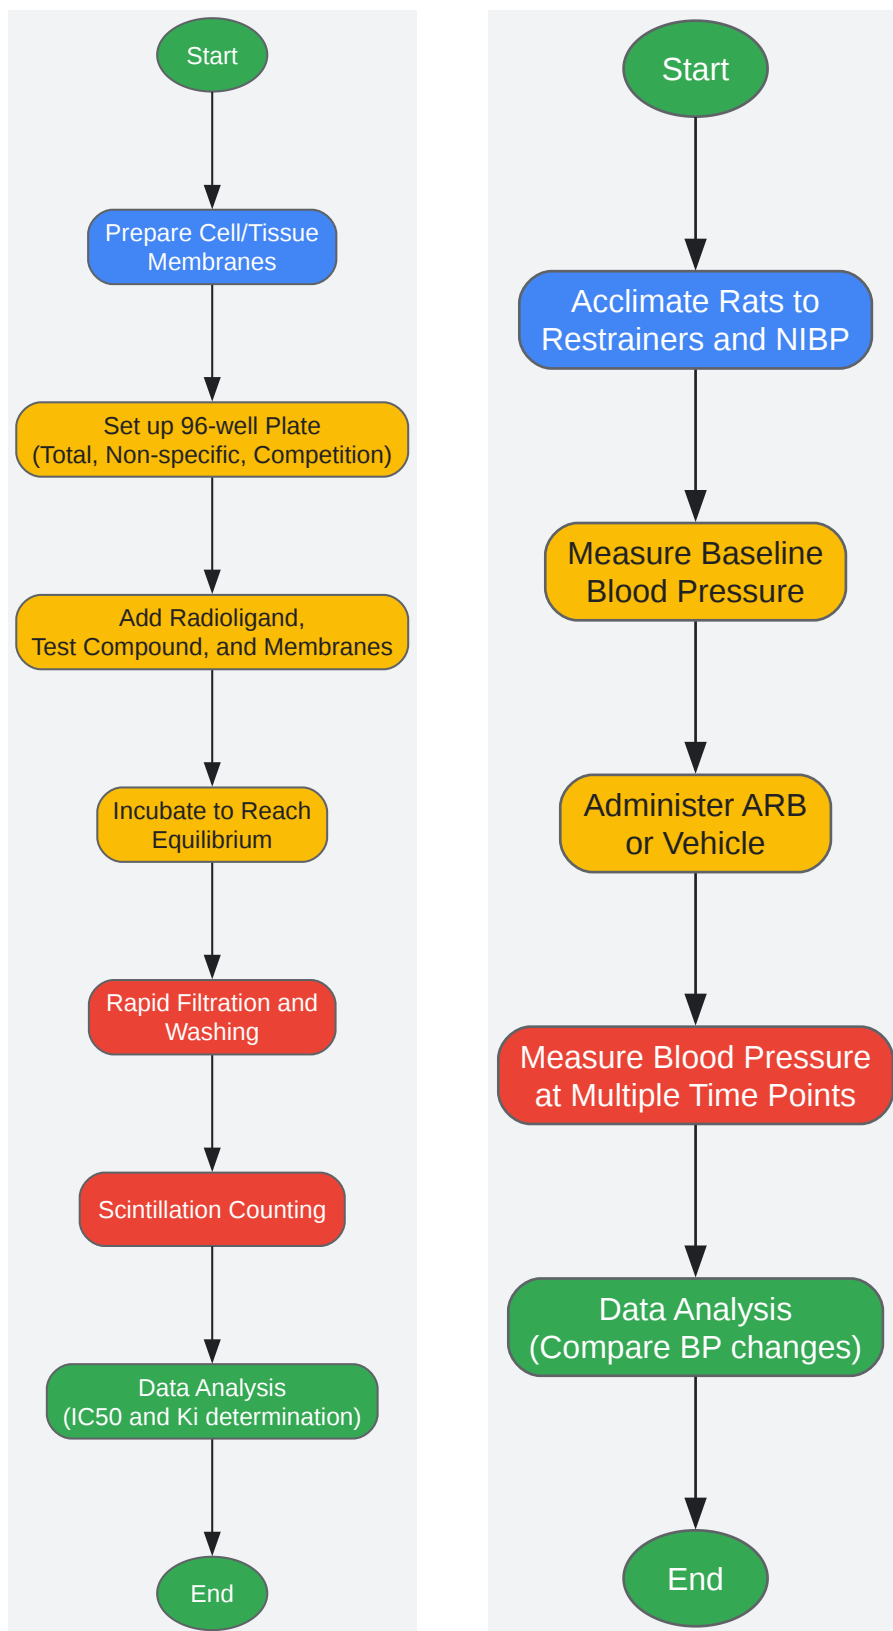 Start
Prepare Cell/Tissue
Membranes
Set up 96-well Plate
(Total, Non-specific, Competition)
Add Radioligand,
Test Compound, and Membranes
Incubate to Reach
Equilibrium
Rapid Filtration and
Washing
Scintillation Counting
Data Analysis
(IC50 and Ki determination)
End
Start
Acclimate Rats to
Restrainers and NIBP
Measure Baseline
Blood Pressure
Administer ARB
or Vehicle
Measure Blood Pressure
at Multiple Time Points
Data Analysis
(Compare BP changes)
End